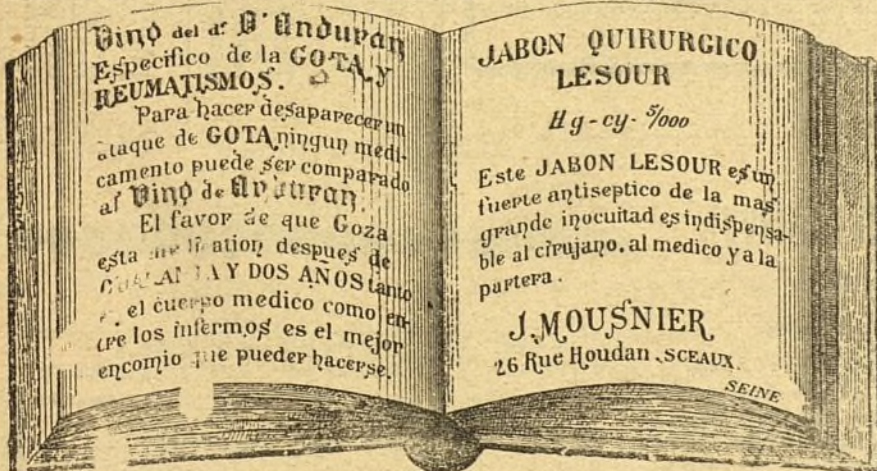 Vino del dr. D'Anduran
Especifico de la GOTA y
REUMATISMOS.
Para hacer desaparecer un
ataque de GOTA ningun medi-
camento puede ser comparado
al Vino de Anduran.
El favor de que Goza
esta despues de
Y DOS AÑOS tanto
el cuerpo medico como en-
tre los infermos es el mejor
encomio que pueder hacerse.
JABON QUIRURGICO
LESOUR
Hg-cy- 5/000
Este JABON LESOUR es un
fuerte antiseptico de la mas
grande inocuitad es indispensa-
ble al cirujano, al medico y a la
partera.
J. MOUSNIER
26 Rue Houdan. SCEAUX.
SEINE